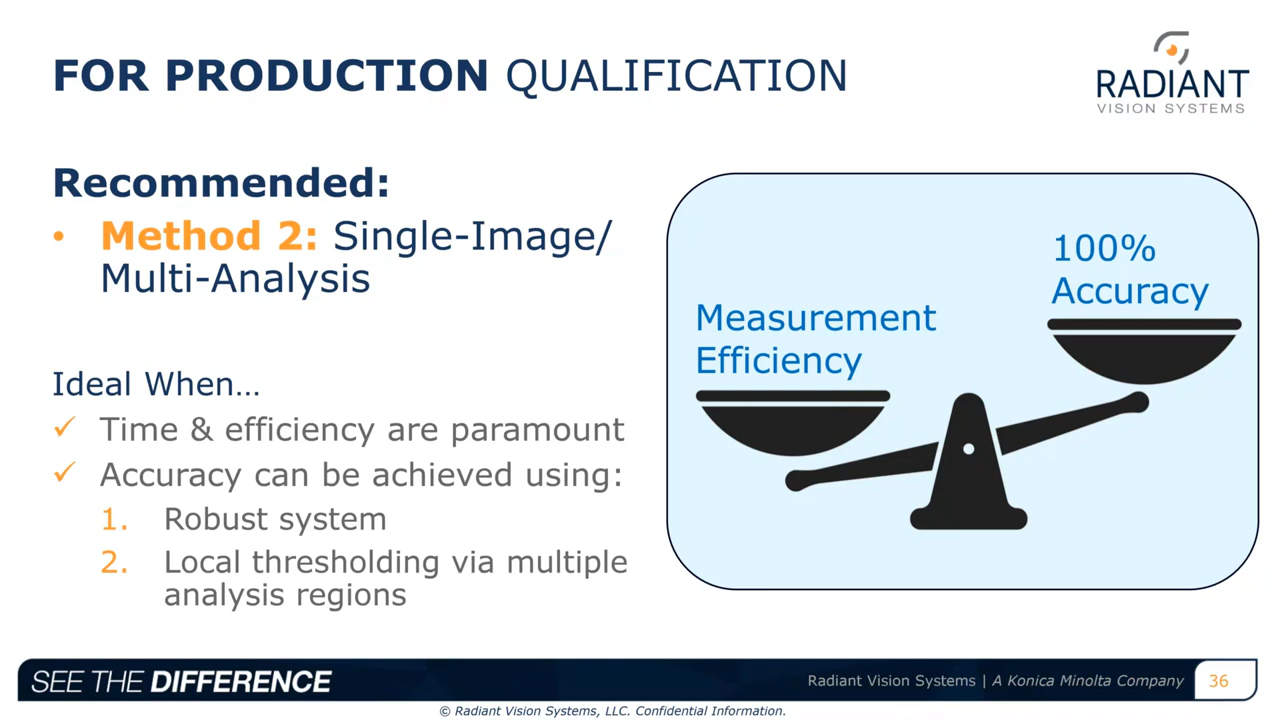 FOR PRODUCTION QUALIFICATION
RADIANT
VISION SYSTEMS
Recommended:
• Method 2: Single-Image/
Multi-Analysis
Ideal When…
✓ Time & efficiency are paramount
✓ Accuracy can be achieved using:
1. Robust system
2. Local thresholding via multiple
analysis regions
Measurement
Efficiency
100%
Accuracy
SEE THE DIFFERENCE
Radiant Vision Systems | A Konica Minolta Company
36
© Radiant Vision Systems, LLC. Confidential Information.